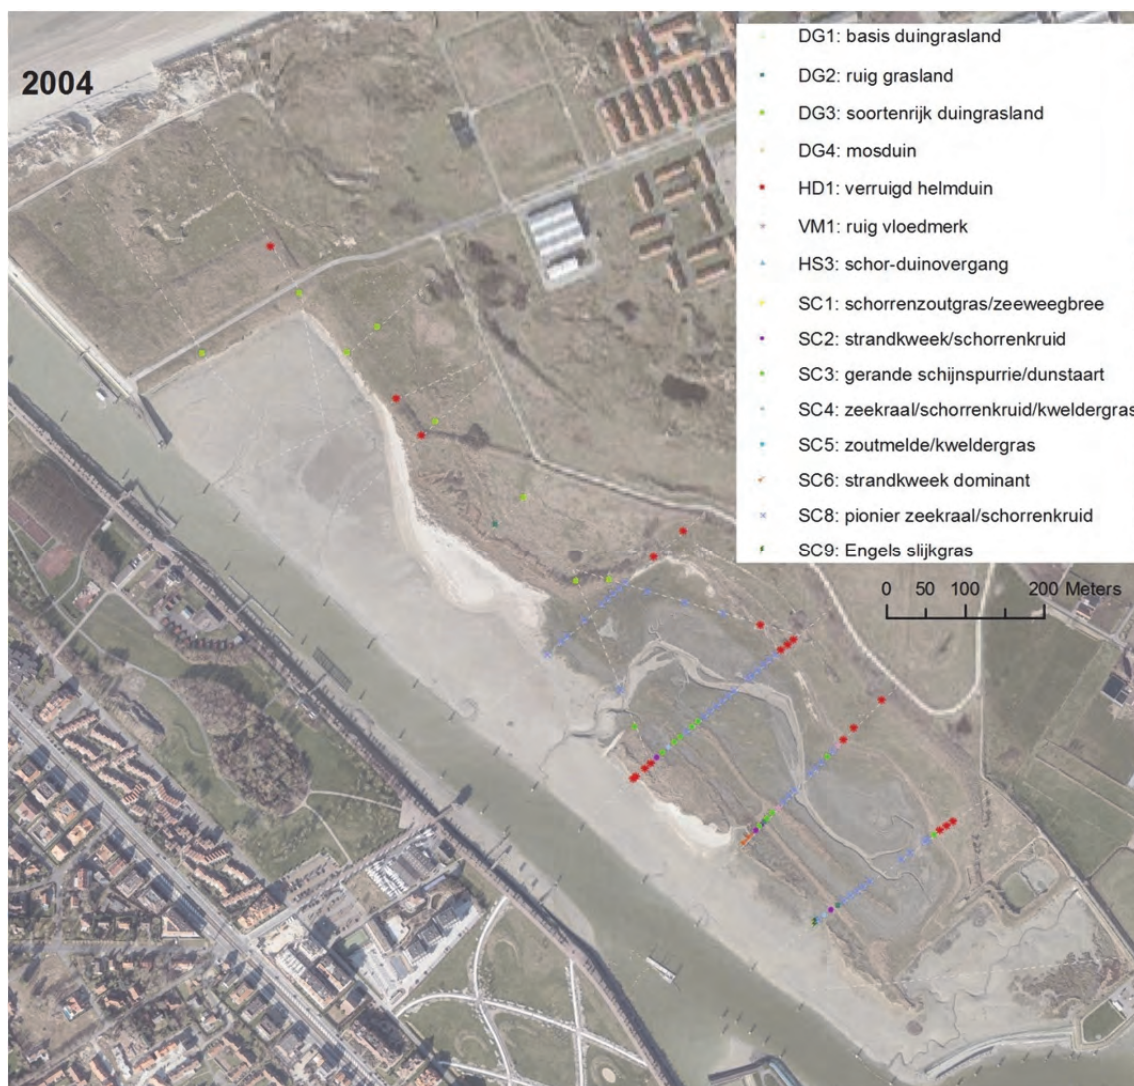 2004
DG1: basis duingrasland
DG2: ruig grasland
DG3: soortenrijk duingrasland
DG4: mosduin
HD1: verruigd helmduin
VM1: ruig vloedmerk
HS3: schor-duinovergang
SC1: schorrenzoutgras/zeeweegbree
SC2: strandkweek/schorrenkruid
SC3: gerande schijnspurrie/dunstaart
SC4: zeekraal/schorrenkruid/kweldergras
SC5: zoutmelde/kweldergras
SC6: strandkweek dominant
SC8: pionier zeekraal/schorrenkruid
SC9: Engels slijkgras
0 50 100 200 Meters